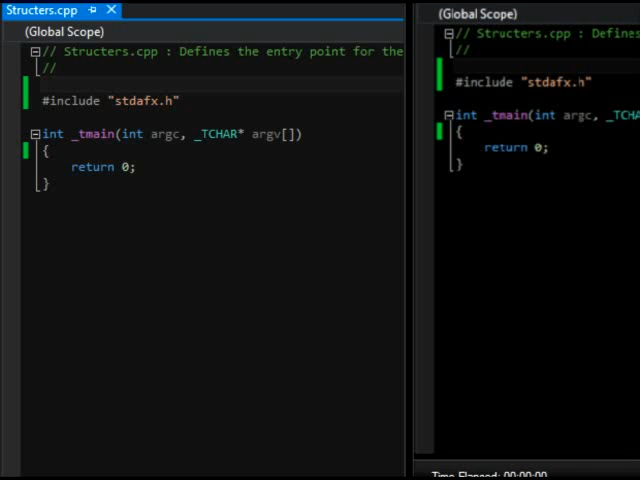 Structers.cpp
(Global Scope)
// Structers.cpp : Defines the entry point for the
//
#include "stdafx.h"
int _tmain(int argc, _TCHAR* argv[])
{
return 0;
}
(Global Scope)
// Structers.cpp : Defines
//
#include "stdafx.h"
int _tmain(int argc, _TCHA
{
return 0;
}
Time Elapsed: 00:00:00